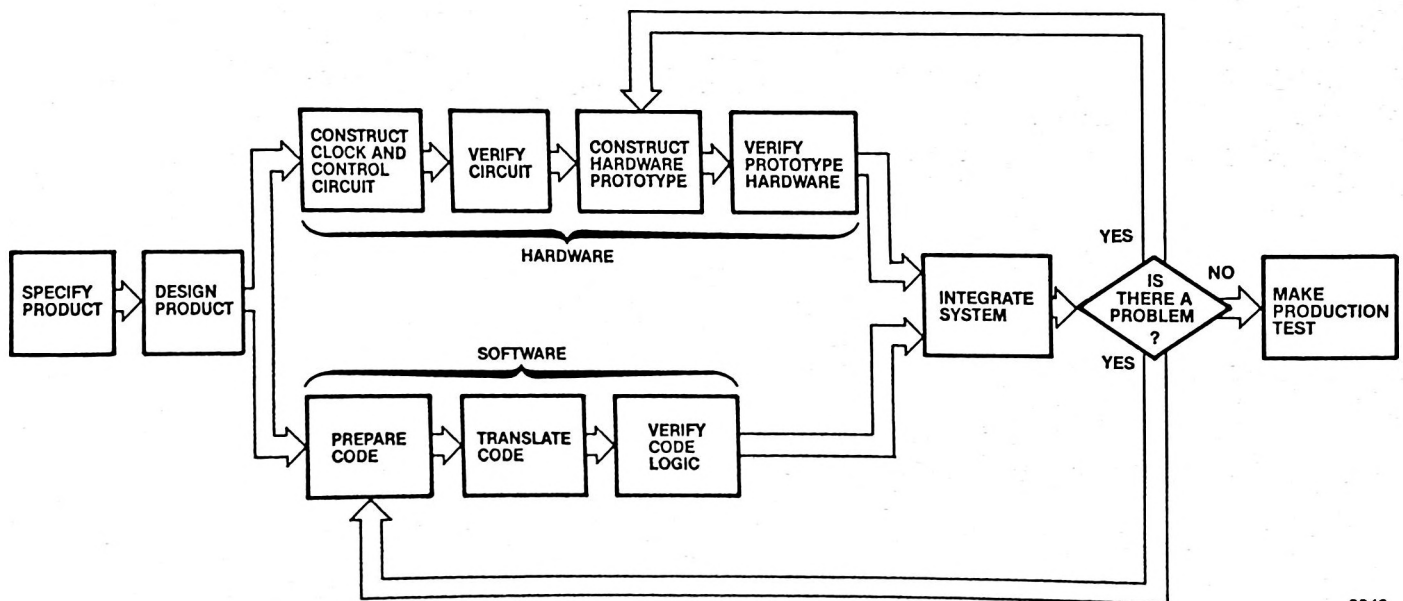 CONSTRUCT
CLOCK AND
CONTROL
CIRCUIT
VERIFY
CIRCUIT
CONSTRUCT
HARDWARE
PROTOTYPE
VERIFY
PROTOTYPE
HARDWARE
HARDWARE
SPECIFY
PRODUCT
DESIGN
PRODUCT
INTEGRATE
SYSTEM
YES
IS
THERE A
PROBLEM
?
YES
NO
MAKE
PRODUCTION
TEST
SOFTWARE
PREPARE
CODE
TRANSLATE
CODE
VERIFY
CODE
LOGIC